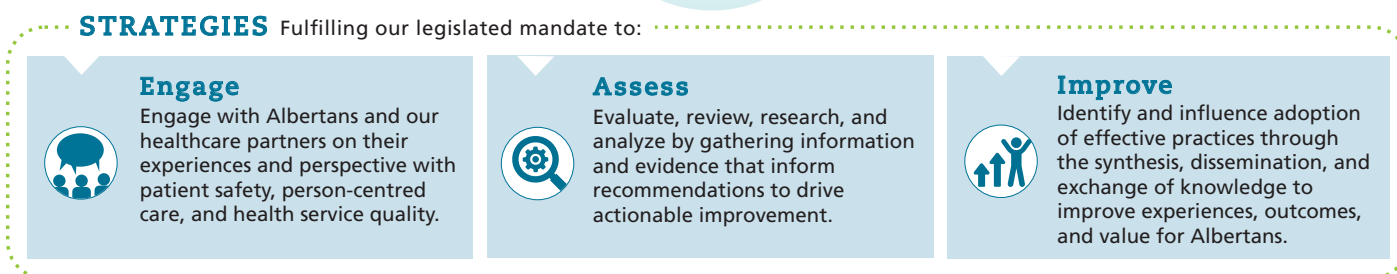 STRATEGIES Fulfilling our legislated mandate to:
Engage
Engage with Albertans and our
healthcare partners on their
experiences and perspective with
patient safety, person-centred
care, and health service quality.
Assess
Evaluate, review, research, and
analyze by gathering information
and evidence that inform
recommendations to drive
actionable improvement.
Improve
Identify and influence adoption
of effective practices through
the synthesis, dissemination, and
exchange of knowledge to
improve experiences, outcomes,
and value for Albertans.